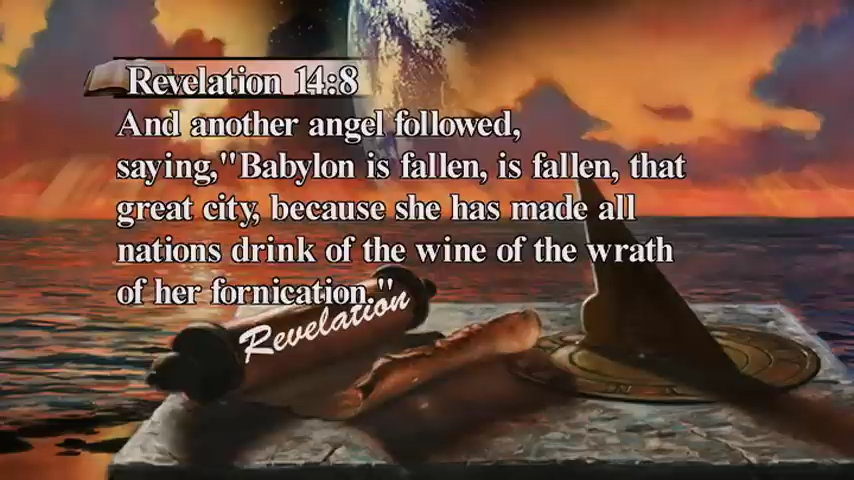 Revelation 14:8
And another angel followed,
saying,"Babylon is fallen, is fallen, that
great city, because she has made all
nations drink of the wine of the wrath
of her fornication."
Revelation